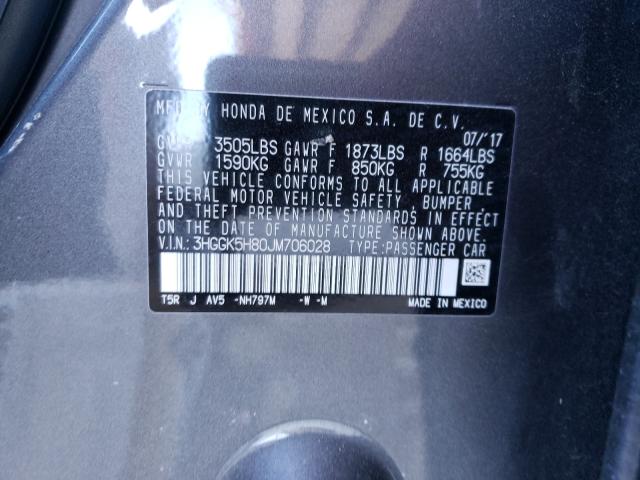 MFD BY HONDA DE MEXICO S.A. DE C.V.
07/'17
3505LBS GAWR F 1873LBS R 1664LBS
GVWR 1590KG GAWR F 850KG R 755KG
THIS VEHICLE CONFORMS TO ALL APPLICABLE
FEDERAL MOTOR VEHICLE SAFETY, BUMPER
AND THEFT PREVENTION STANDARDS IN EFFECT
ON THE DATE OF MANUFACTURE SHOWN ABOVE.
V.I.N.: 3HGGK5H80JM706028 TYPE:PASSENGER CAR
T5R J AV5 -NH797M -W -M MADE IN MEXICO